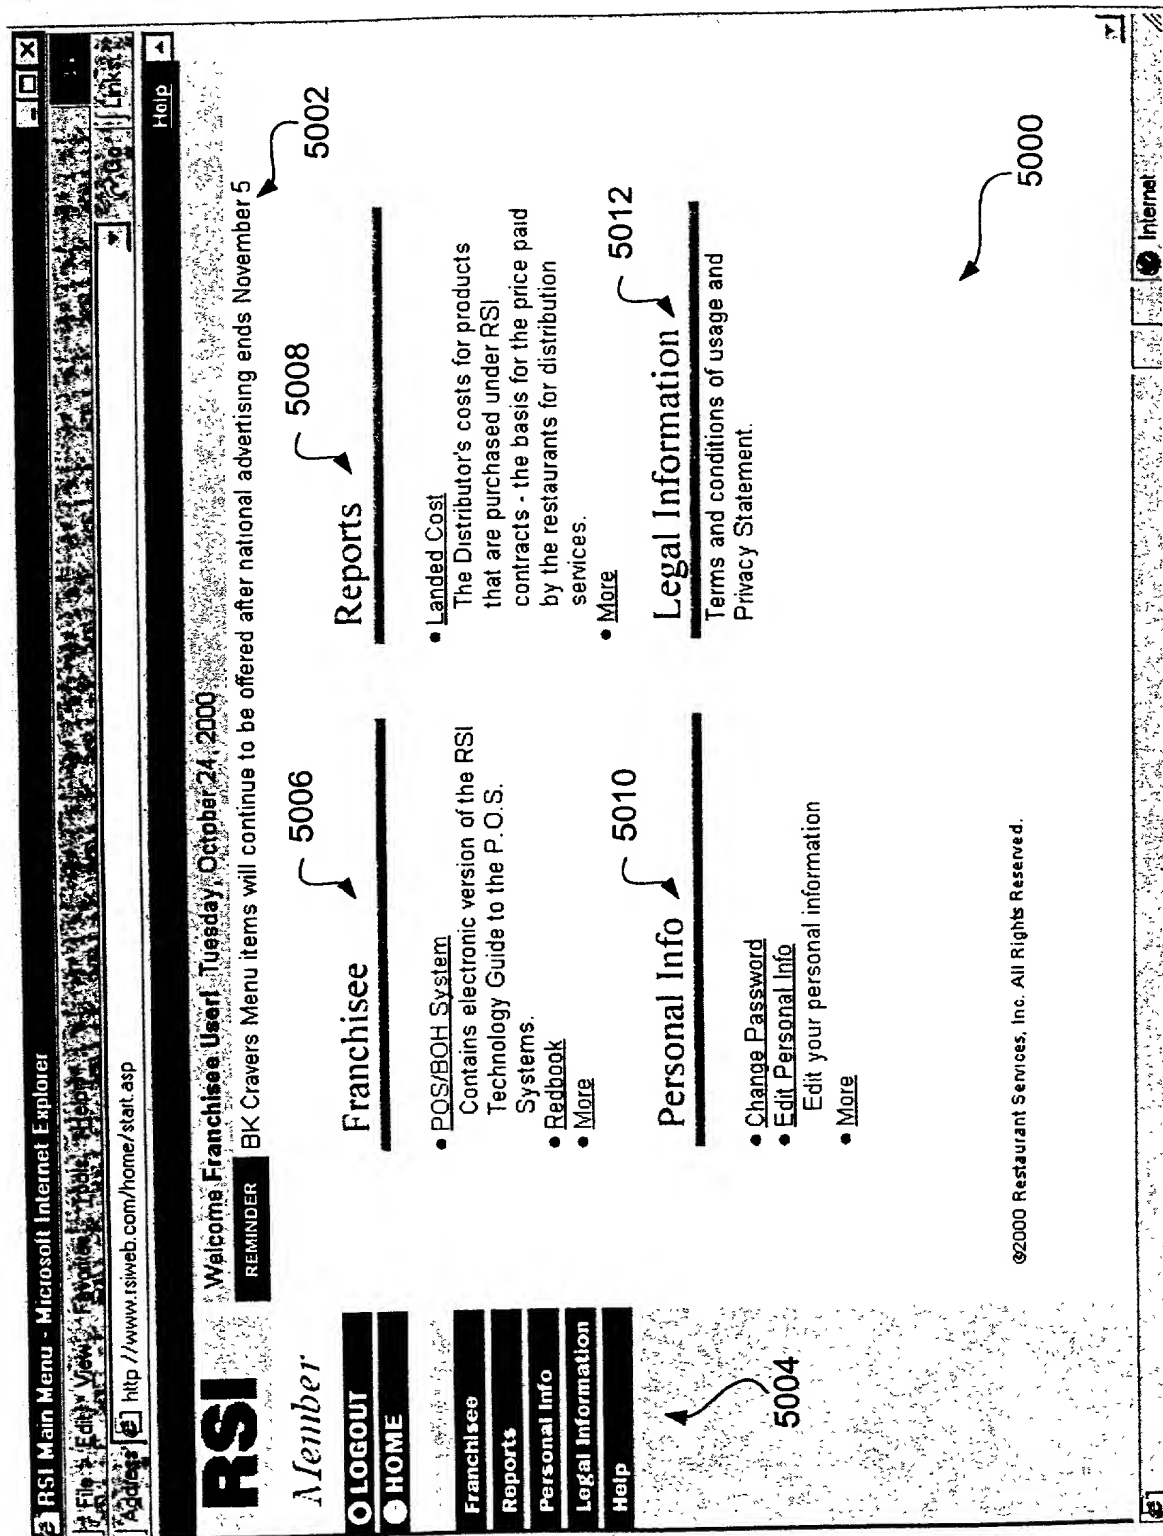 RSI Main Menu - Microsoft Internet Explorer
File Edit View Favorites Tools Help
Address http://www.rsiweb.com/home/start.asp
Go
Links
Help
RSI
Welcome Franchisee User! Tuesday, October 24, 2000
REMINDER
BK Cravers Menu items will continue to be offered after national advertising ends November 5
5002
Member
LOGOUT
HOME
Franchisee
Reports
Personal Info
Legal Information
Help
5004
Franchisee
5006
• POS/BOH System
Contains electronic version of the RSI
Technology Guide to the P.O.S.
Systems.
• Redbook
• More
Reports
5008
• Landed Cost
The Distributor's costs for products
that are purchased under RSI
contracts - the basis for the price paid
by the restaurants for distribution
services.
• More
Personal Info
5010
• Change Password
• Edit Personal Info
Edit your personal information
• More
Legal Information
5012
Terms and conditions of usage and
Privacy Statement.
5000
©2000 Restaurant Services, Inc. All Rights Reserved.
Internet